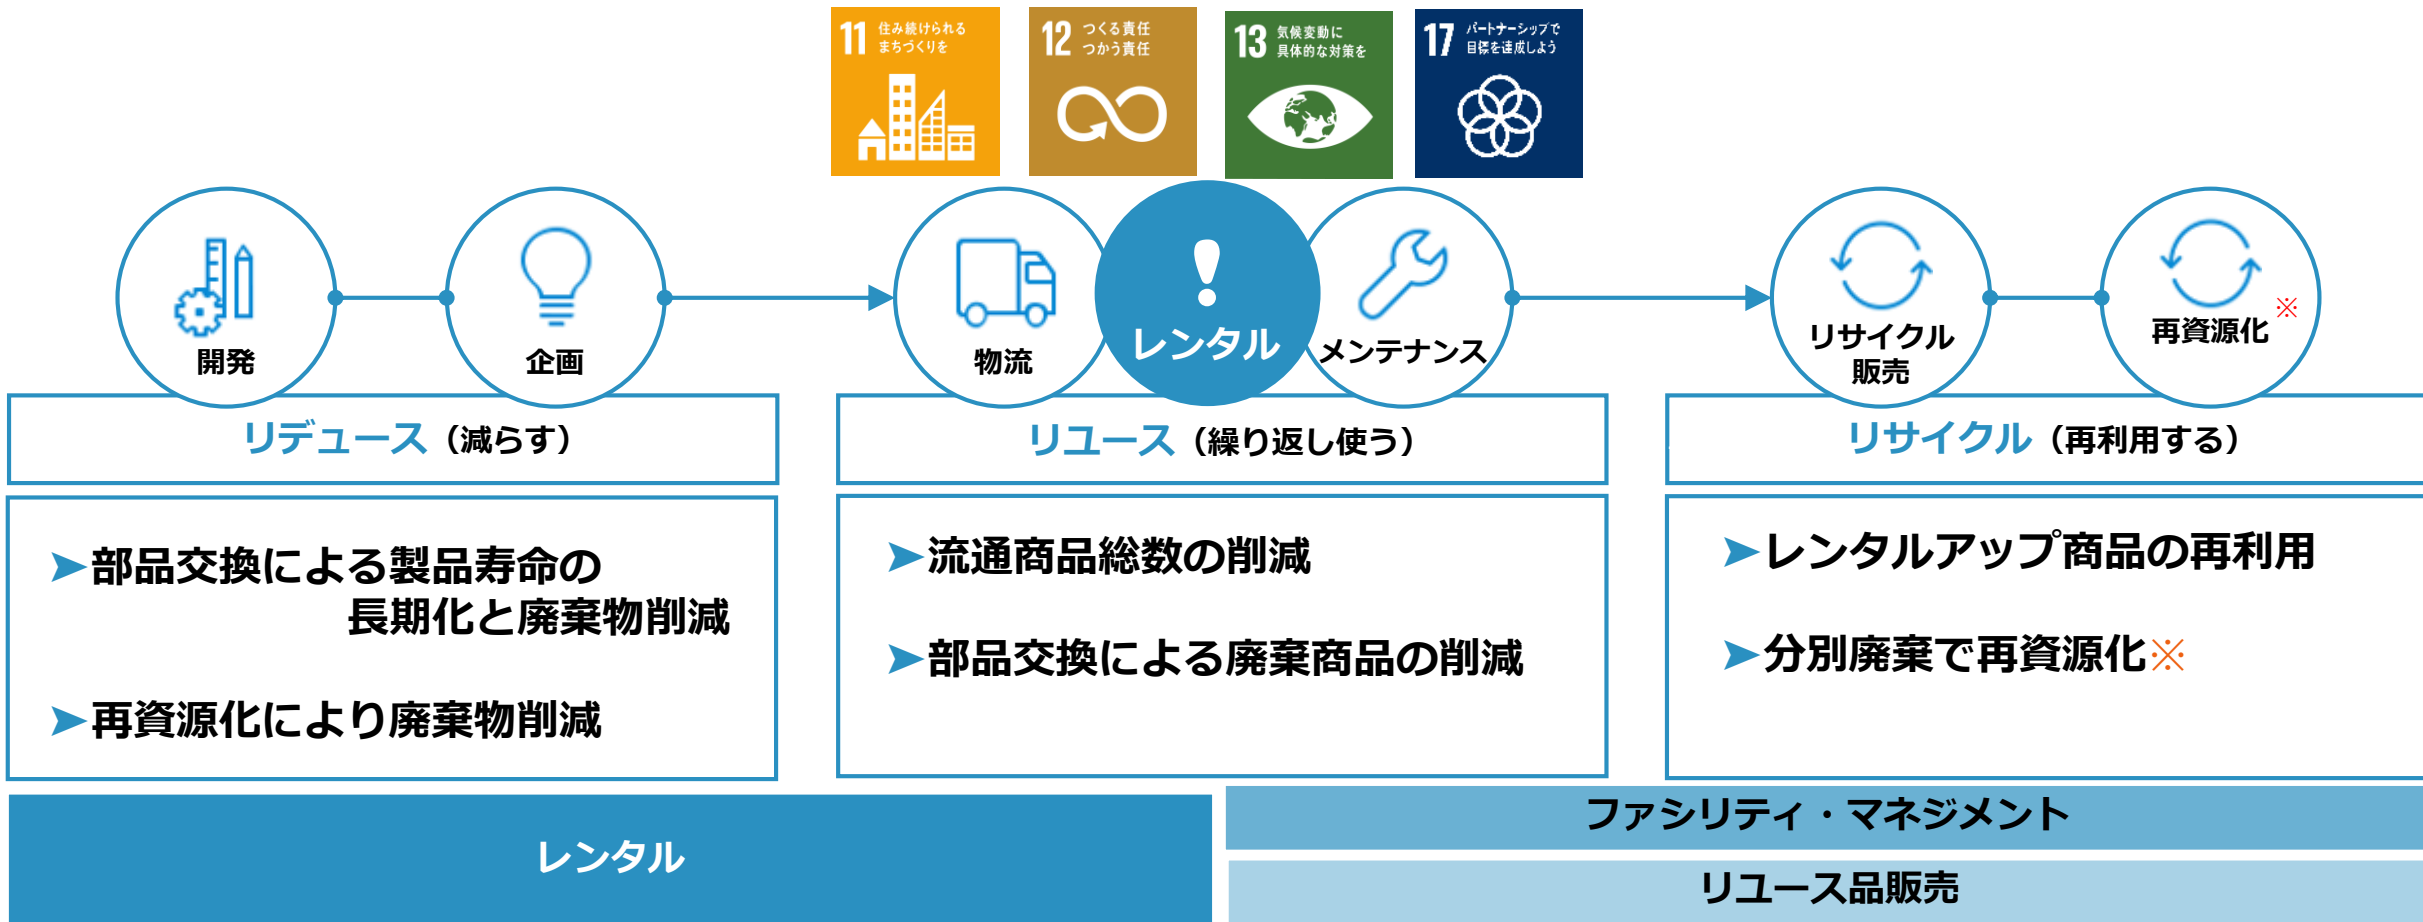 11 住み続けられる
まちづくりを
12 つくる責任
つかう責任
13 気候変動に
具体的な対策を
17 パートナーシップで
目標を達成しよう
開発
企画
物流
!
レンタル
メンテナンス
リサイクル
販売
再資源化※
リデュース（減らす）
リユース（繰り返し使う）
リサイクル（再利用する）
➤部品交換による製品寿命の
長期化と廃棄物削減
➤再資源化により廃棄物削減
➤流通商品総数の削減
➤部品交換による廃棄商品の削減
➤レンタルアップ商品の再利用
➤分別廃棄で再資源化※
レンタル
ファシリティ・マネジメント
リユース品販売